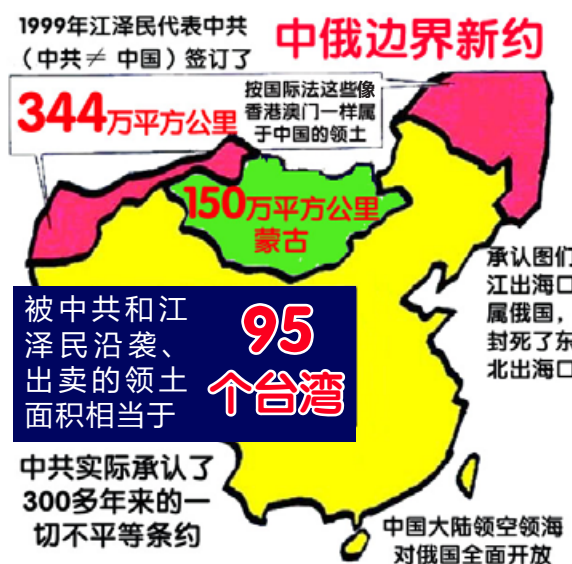 1999年江泽民代表中共
（中共≠ 中国）签订了
中俄边界新约
344万平方公里
按国际法这些像
香港澳门一样属
于中国的领土
150万平方公里
蒙古
承认图们
江出海口
属俄国，
封死了东
北出海口
被中共和江
泽民沿袭、
出卖的领土
面积相当于
95
个台湾
中共实际承认了
300多年来的一
切不平等条约
中国大陆领空领海
对俄国全面开放